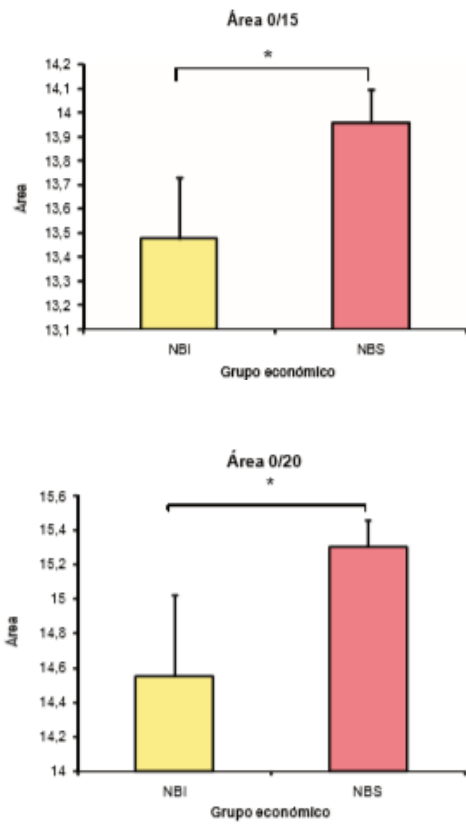 Área 0/15
*
14,2
14,1
14
13,9
13,8
13,7
13,6
13,5
13,4
13,3
13,2
13,1
Área
NBI NBS
Grupo económico
Área 0/20
*
15,6
15,4
15,2
15
14,8
14,6
14,4
14,2
14
Área
NBI NBS
Grupo económico